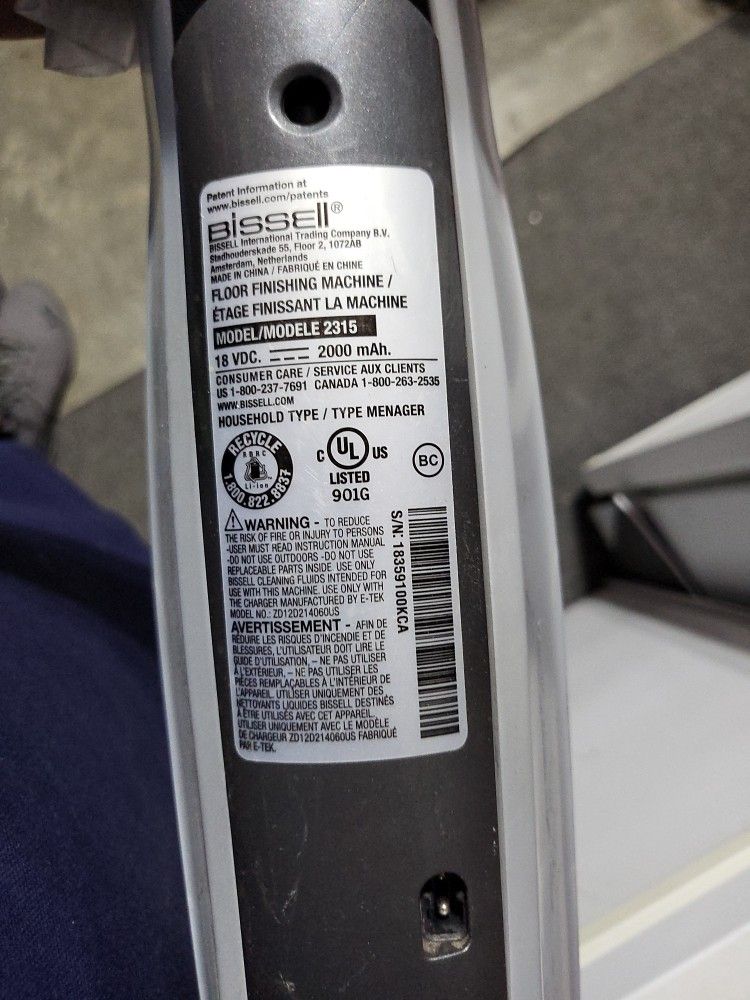 Patent Information at
www.bissell.com/patents
BISSELL®
BISSELL International Trading Company B.V.
Stadhouderskade 55, Floor 2, 1072AB
Amsterdam, Netherlands
MADE IN CHINA / FABRIQUÉ EN CHINE
FLOOR FINISHING MACHINE /
ÉTAGE FINISSANT LA MACHINE
MODEL/MODELE 2315
18 VDC. 2000 mAh.
CONSUMER CARE / SERVICE AUX CLIENTS
US 1-800-237-7691 CANADA 1-800-263-2535
WWW.BISSELL.COM
HOUSEHOLD TYPE / TYPE MENAGER
RECYCLE
RBRC
Li-Ion
1.800.822.8837
C UL US
LISTED
901G
BC
WARNING - TO REDUCE
THE RISK OF FIRE OR INJURY TO PERSONS
-USER MUST READ INSTRUCTION MANUAL
-DO NOT USE OUTDOORS -DO NOT USE
REPLACEABLE PARTS INSIDE. USE ONLY
BISSELL CLEANING FLUIDS INTENDED FOR
USE WITH THIS MACHINE. USE ONLY WITH
THE CHARGER MANUFACTURED BY E-TEK
MODEL NO.: ZD12D214060US
AVERTISSEMENT - AFIN DE
RÉDUIRE LES RISQUES D'INCENDIE ET DE
BLESSURES, L'UTILISATEUR DOIT LIRE LE
GUIDE D'UTILISATION, – NE PAS UTILISER
À L'EXTÉRIEUR, – NE PAS UTILISER LES
PIÈCES REMPLAÇABLES À L'INTÉRIEUR DE
L'APPAREIL. UTILISER UNIQUEMENT DES
NETTOYANTS LIQUIDES BISSELL DESTINÉS
À ÊTRE UTILISÉS AVEC CET APPAREIL.
UTILISER UNIQUEMENT AVEC LE MODÈLE
DE CHARGEUR ZD12D214060US FABRIQUÉ
PAR E-TEK.
S/N: 18359100KCA